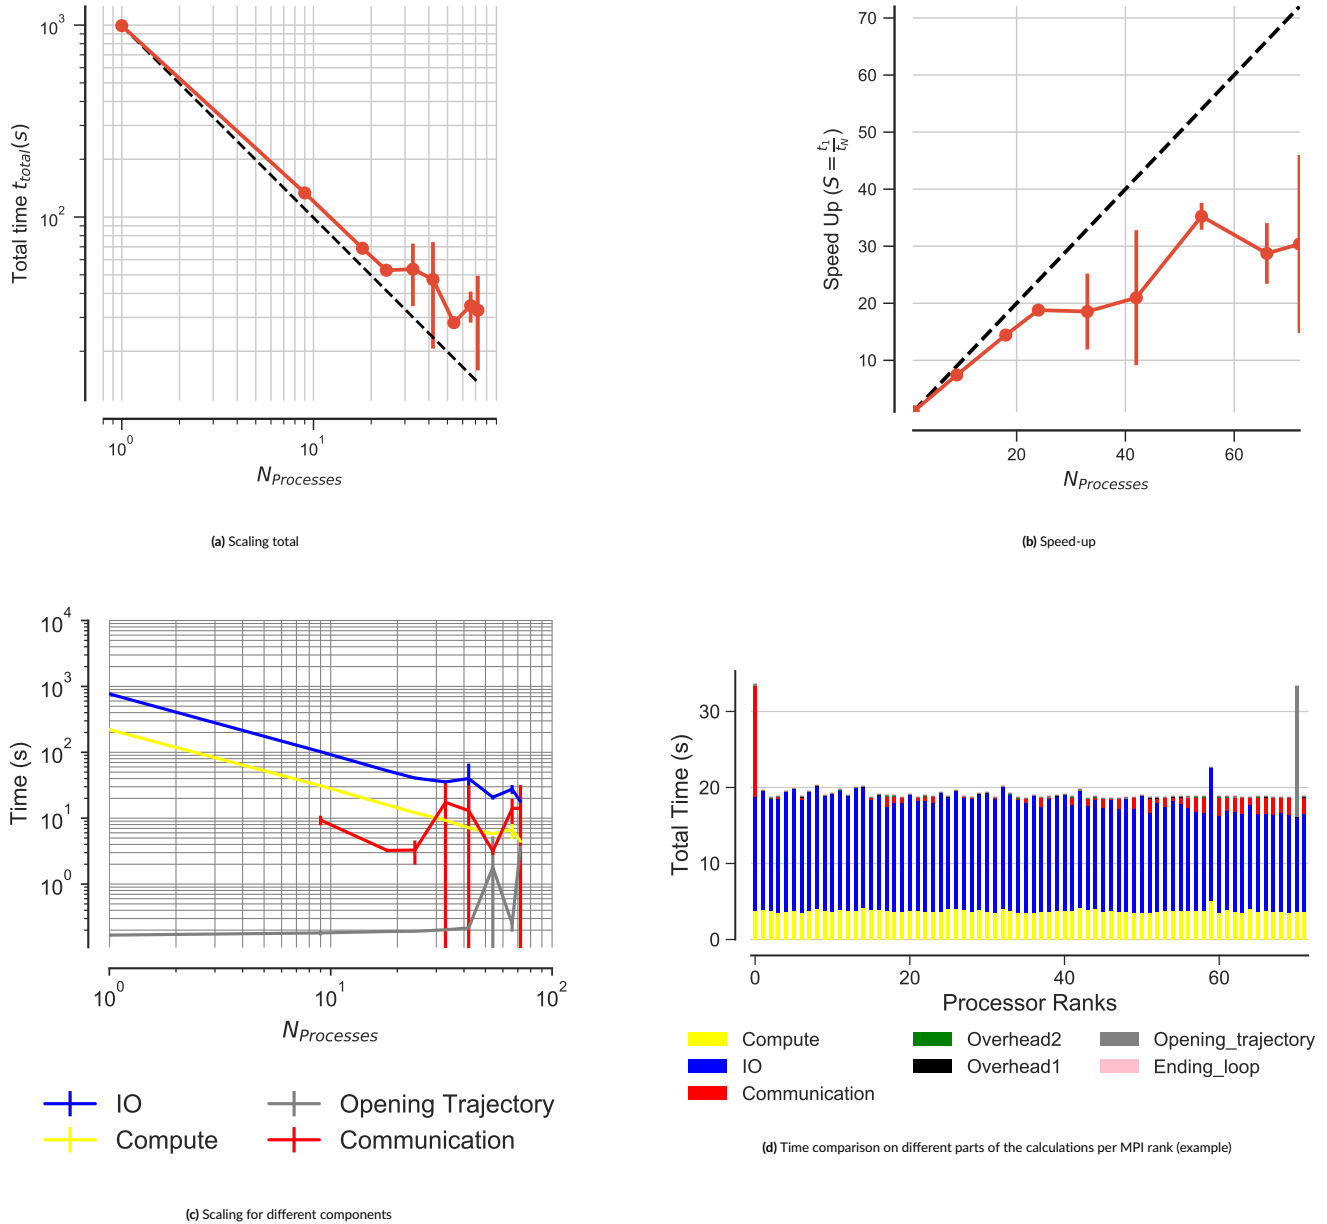 10^3
10^2
Total time t_total(s)
10^0 10^1
N_Processes
(a) Scaling total
70
60
50
40
30
20
10
Speed Up (S = t_1/t_N)
20 40 60
N_Processes
(b) Speed-up
10^4
10^3
10^2
10^1
10^0
Time (s)
10^0 10^1 10^2
N_Processes
IO Opening Trajectory
Compute Communication
(c) Scaling for different components
30
20
10
0
Total Time (s)
0 20 40 60
Processor Ranks
Compute Overhead2 Opening_trajectory
IO Overhead1 Ending_loop
Communication
(d) Time comparison on different parts of the calculations per MPI rank (example)